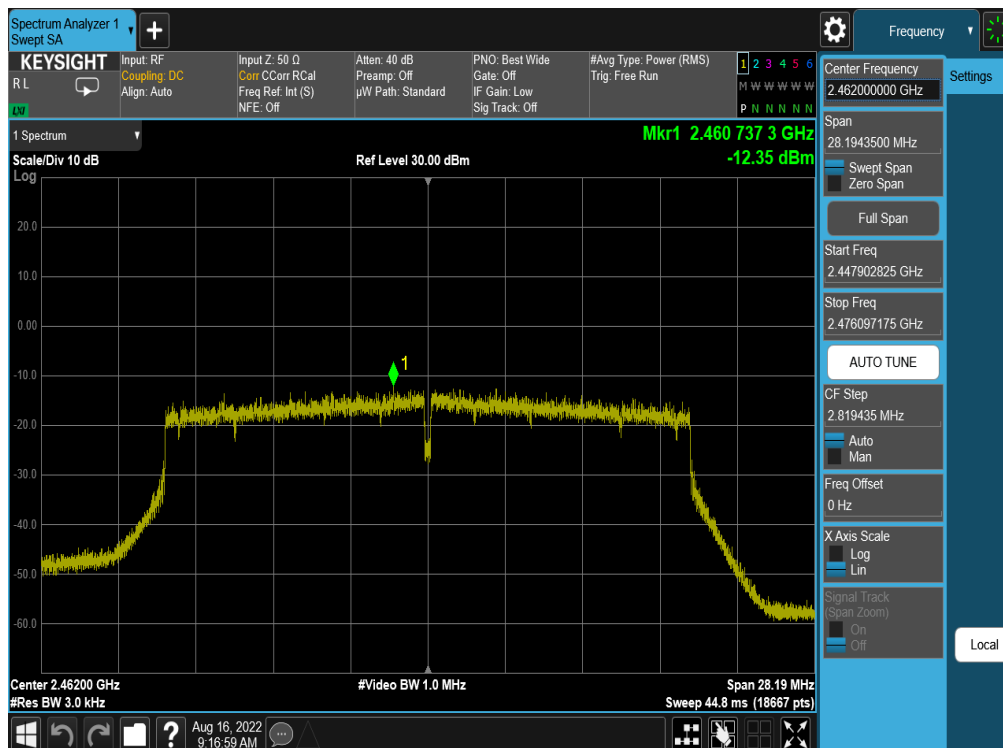 Spectrum Analyzer 1
Swept SA
Frequency
KEYSIGHT
R L
LXI
Input: RF
Coupling: DC
Align: Auto
Input Z: 50 Ω
Corr CCorr RCal
Freq Ref: Int (S)
NFE: Off
Atten: 40 dB
Preamp: Off
µW Path: Standard
PNO: Best Wide
Gate: Off
IF Gain: Low
Sig Track: Off
#Avg Type: Power (RMS)
Trig: Free Run
1 2 3 4 5 6
M W W W W W
P N N N N N
1 Spectrum
Scale/Div 10 dB
Ref Level 30.00 dBm
Mkr1 2.460 737 3 GHz
-12.35 dBm
Log
20.0
10.0
0.00
-10.0
-20.0
-30.0
-40.0
-50.0
-60.0
1
Center 2.46200 GHz
#Video BW 1.0 MHz
Span 28.19 MHz
#Res BW 3.0 kHz
Sweep 44.8 ms (18667 pts)
Aug 16, 2022
9:16:59 AM
Center Frequency
2.462000000 GHz
Settings
Span
28.1943500 MHz
Swept Span
Zero Span
Full Span
Start Freq
2.447902825 GHz
Stop Freq
2.476097175 GHz
AUTO TUNE
CF Step
2.819435 MHz
Auto
Man
Freq Offset
0 Hz
X Axis Scale
Log
Lin
Signal Track
(Span Zoom)
On
Off
Local